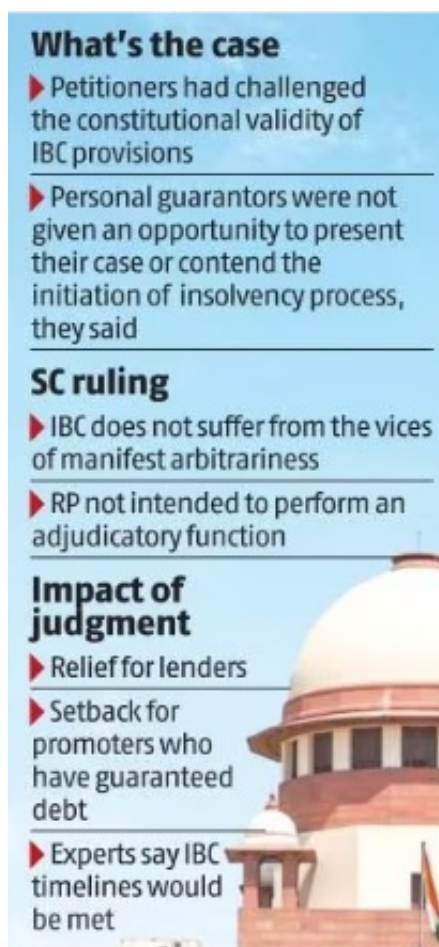 What's the case
▶ Petitioners had challenged
the constitutional validity of
IBC provisions
▶ Personal guarantors were not
given an opportunity to present
their case or contend the
initiation of insolvency process,
they said
SC ruling
▶ IBC does not suffer from the vices
of manifest arbitrariness
▶ RP not intended to perform an
adjudicatory function
Impact of
judgment
▶ Relief for lenders
▶ Setback for
promoters who
have guaranteed
debt
▶ Experts say IBC
timelines would
be met